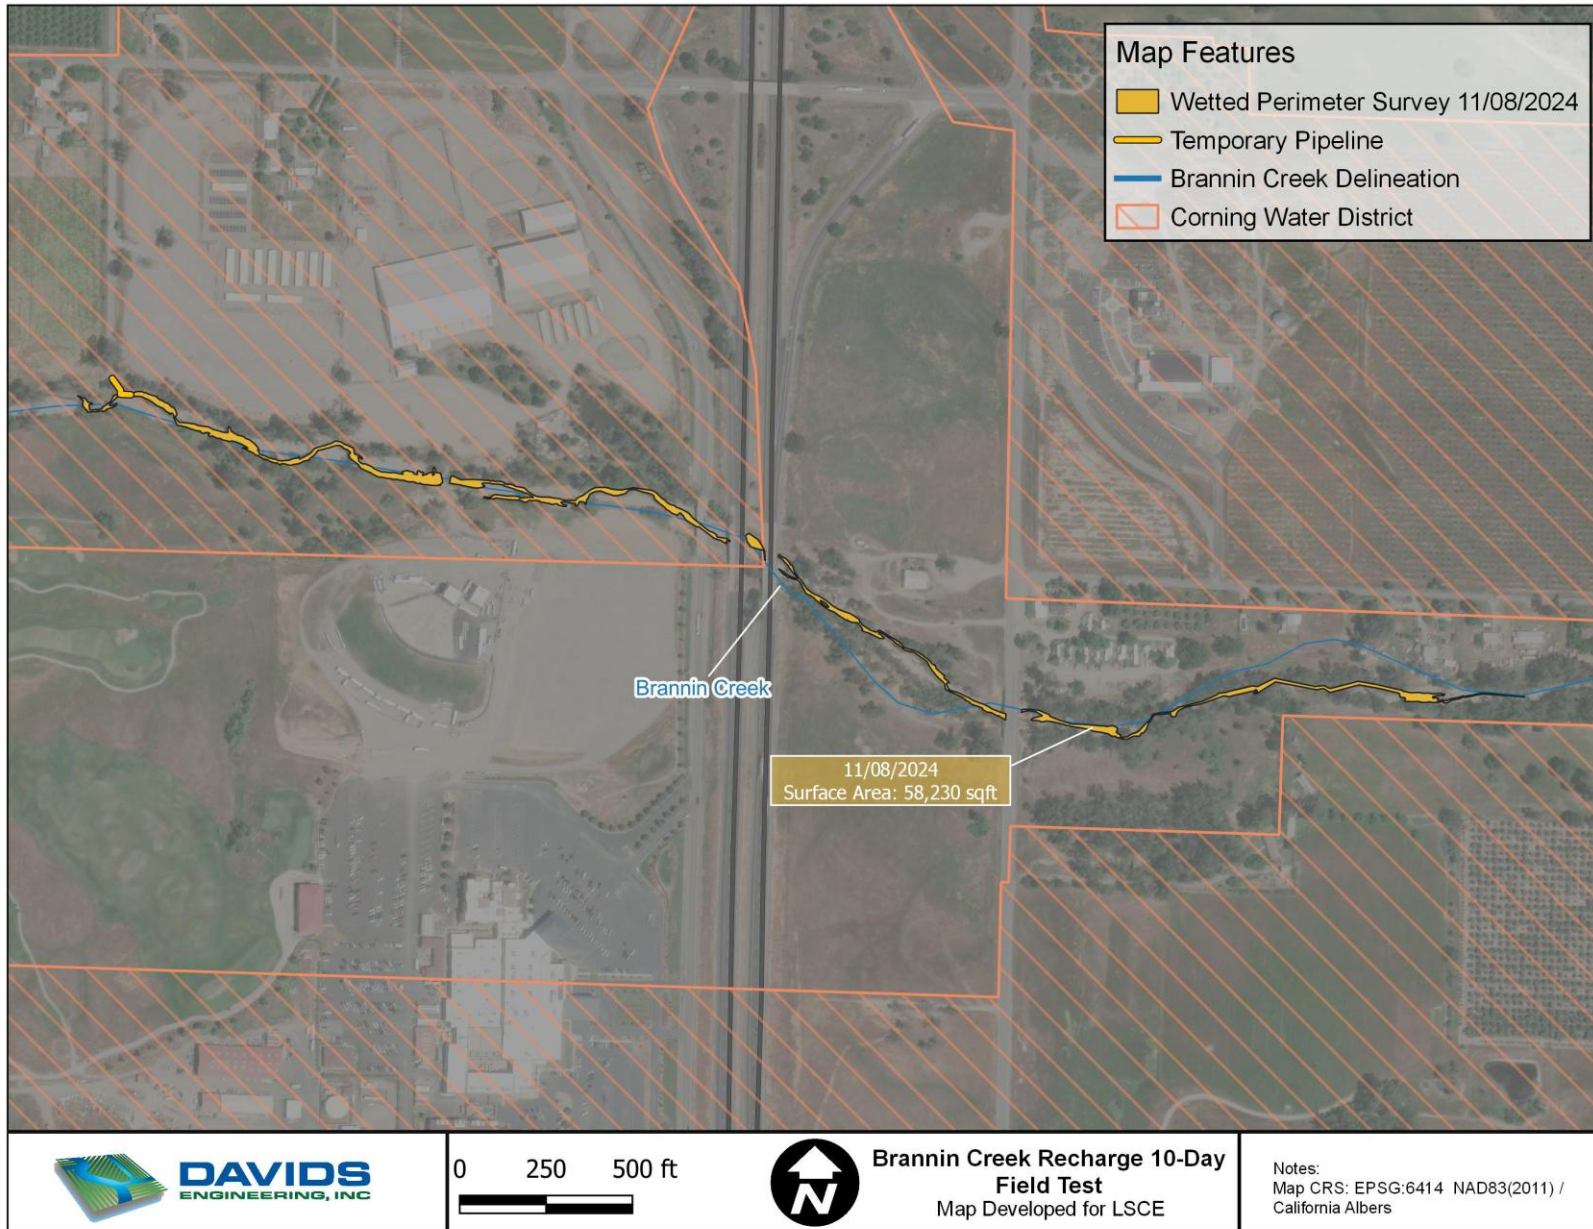 Map Features
Wetted Perimeter Survey 11/08/2024
Temporary Pipeline
Brannin Creek Delineation
Corning Water District
Brannin Creek
11/08/2024
Surface Area: 58,230 sqft
DAVIDS
ENGINEERING, INC
0 250 500 ft
N
Brannin Creek Recharge 10-Day
Field Test
Map Developed for LSCE
Notes:
Map CRS: EPSG:6414 NAD83(2011) /
California Albers